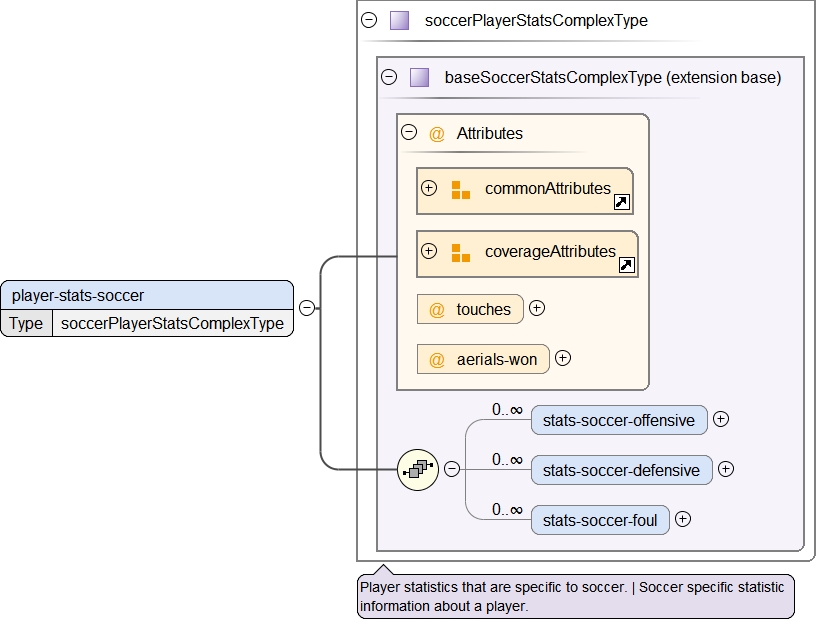 soccerPlayerStatsComplexType
baseSoccerStatsComplexType (extension base)
@ Attributes
commonAttributes
coverageAttributes
player-stats-soccer
Type soccerPlayerStatsComplexType
@ touches
@ aerials-won
0..∞
stats-soccer-offensive
0..∞
stats-soccer-defensive
0..∞
stats-soccer-foul
Player statistics that are specific to soccer. | Soccer specific statistic
information about a player.